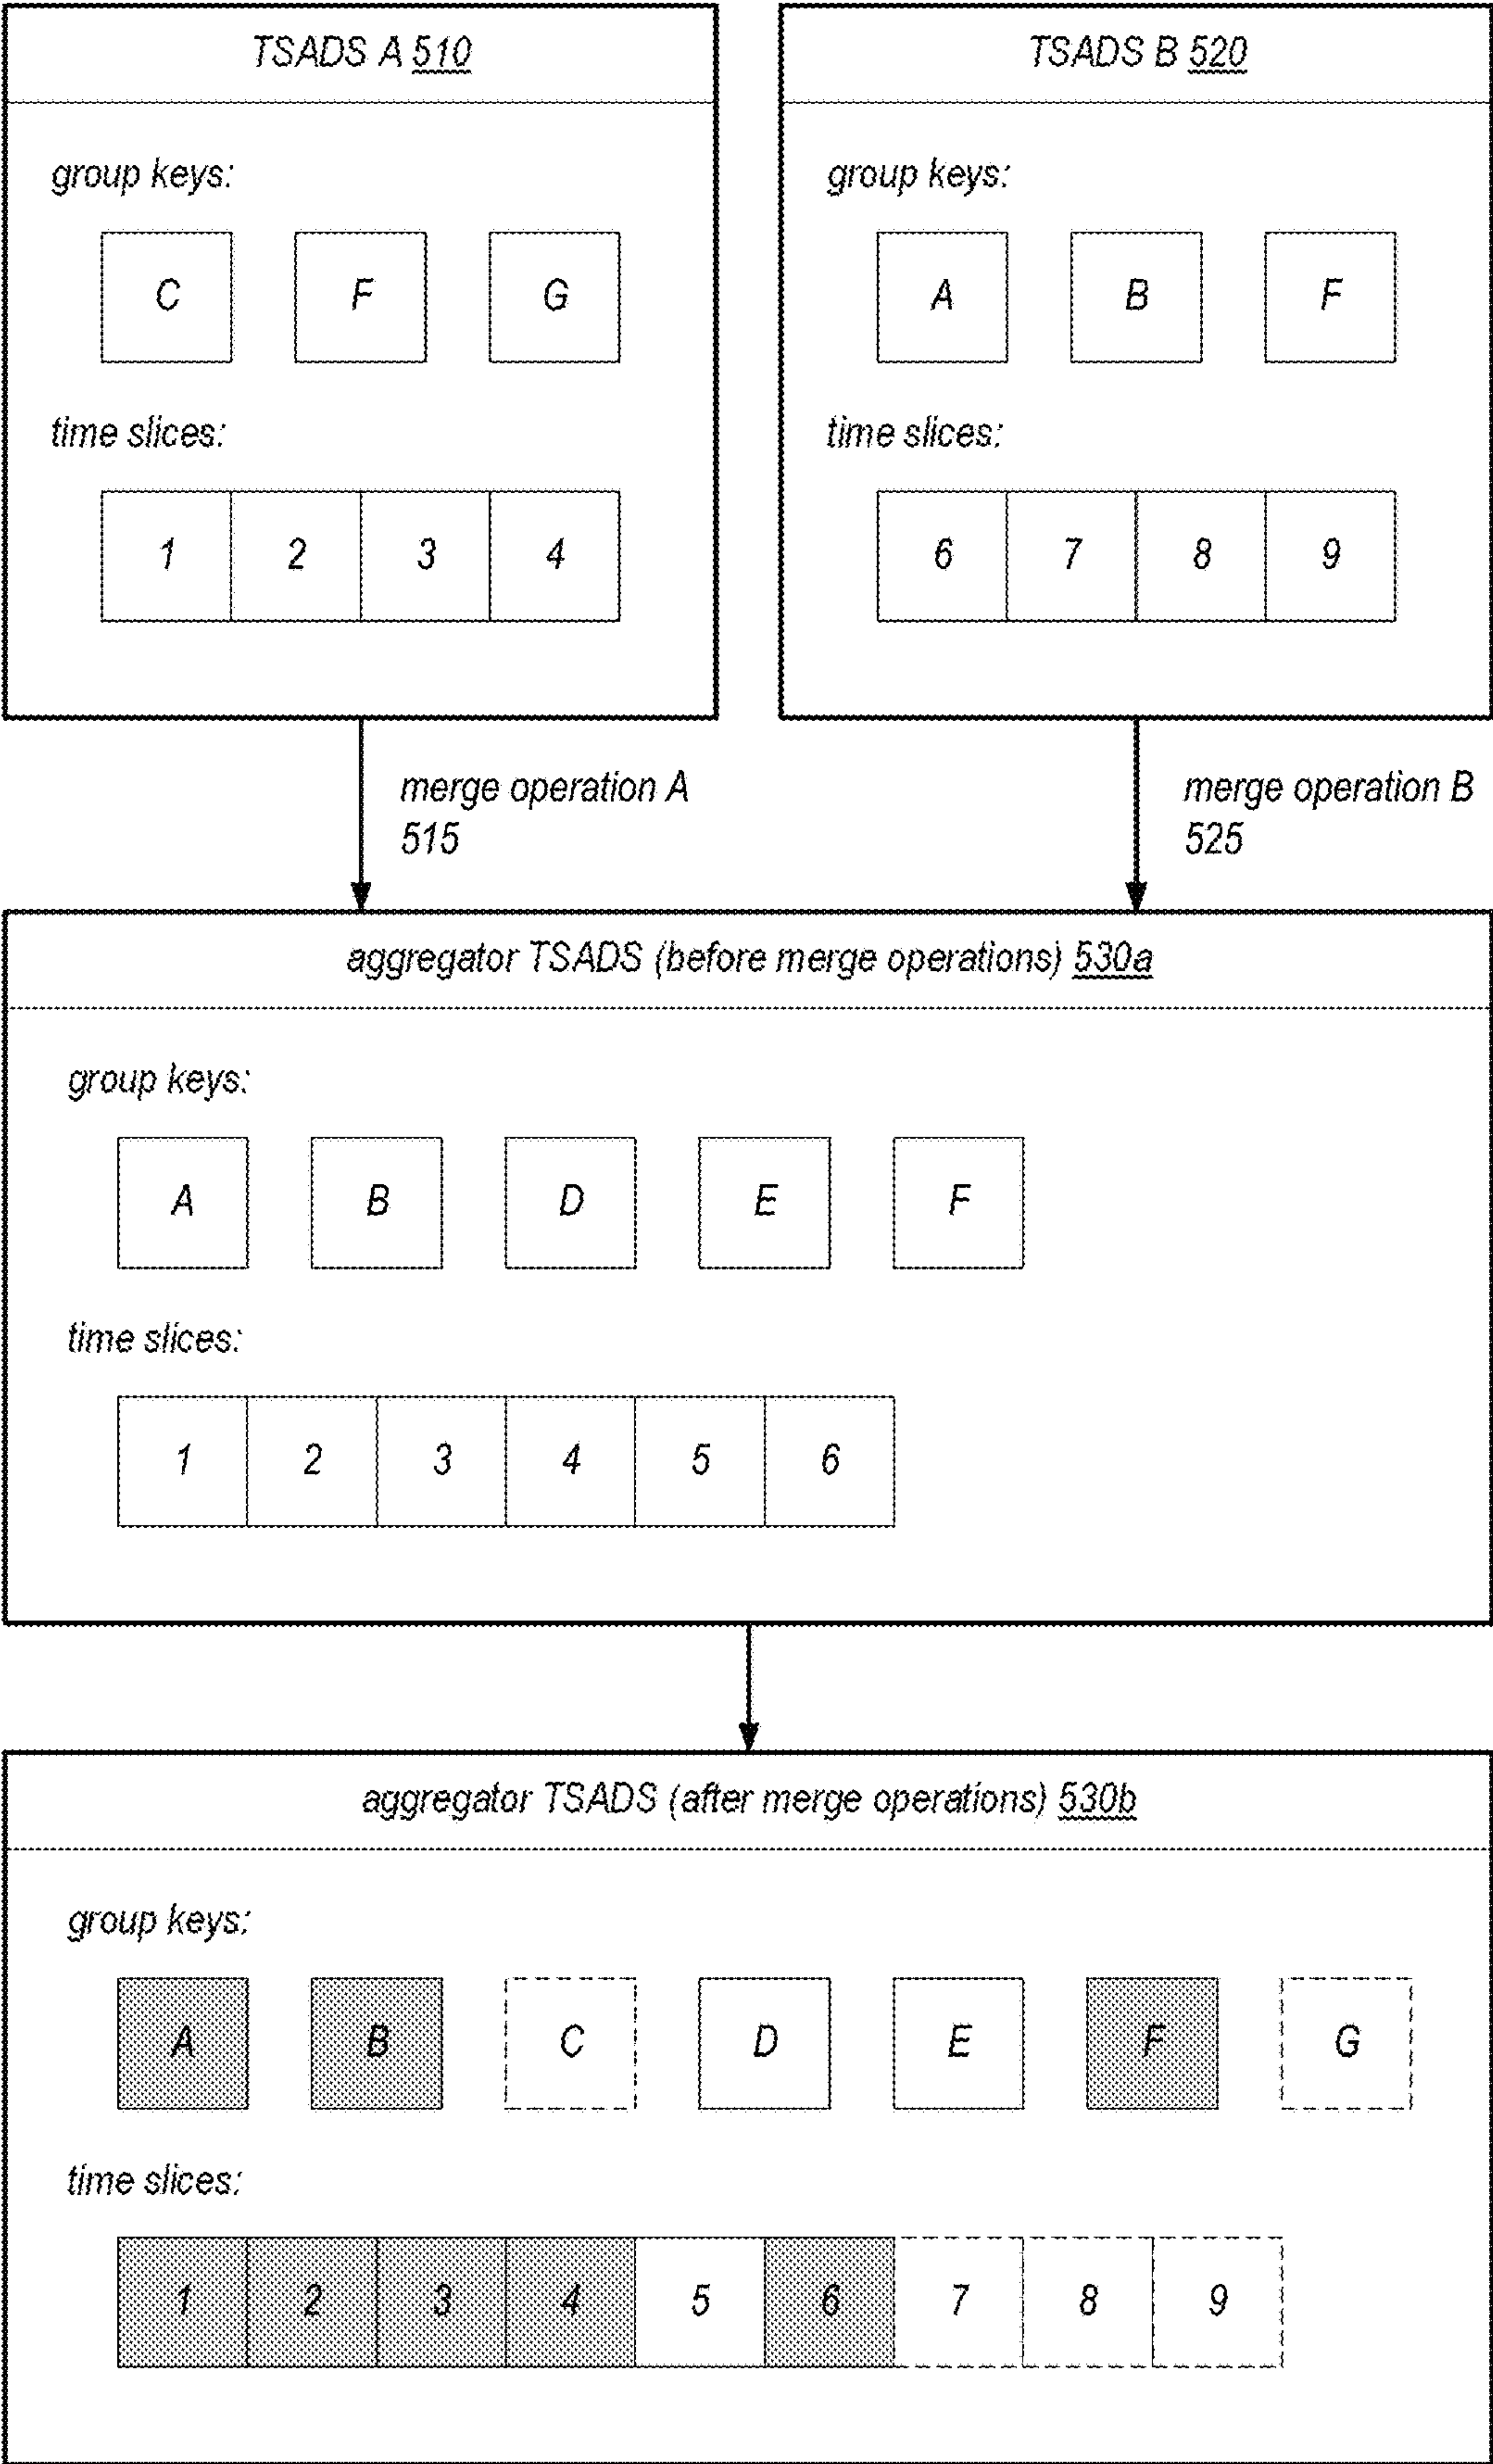 TSADS A 510
group keys:
C F G
time slices:
1 2 3 4
TSADS B 520
group keys:
A B F
time slices:
6 7 8 9
merge operation A
515
merge operation B
525
aggregator TSADS (before merge operations) 530a
group keys:
A B D E F
time slices:
1 2 3 4 5 6
aggregator TSADS (after merge operations) 530b
group keys:
A B C D E F G
time slices:
1 2 3 4 5 6 7 8 9